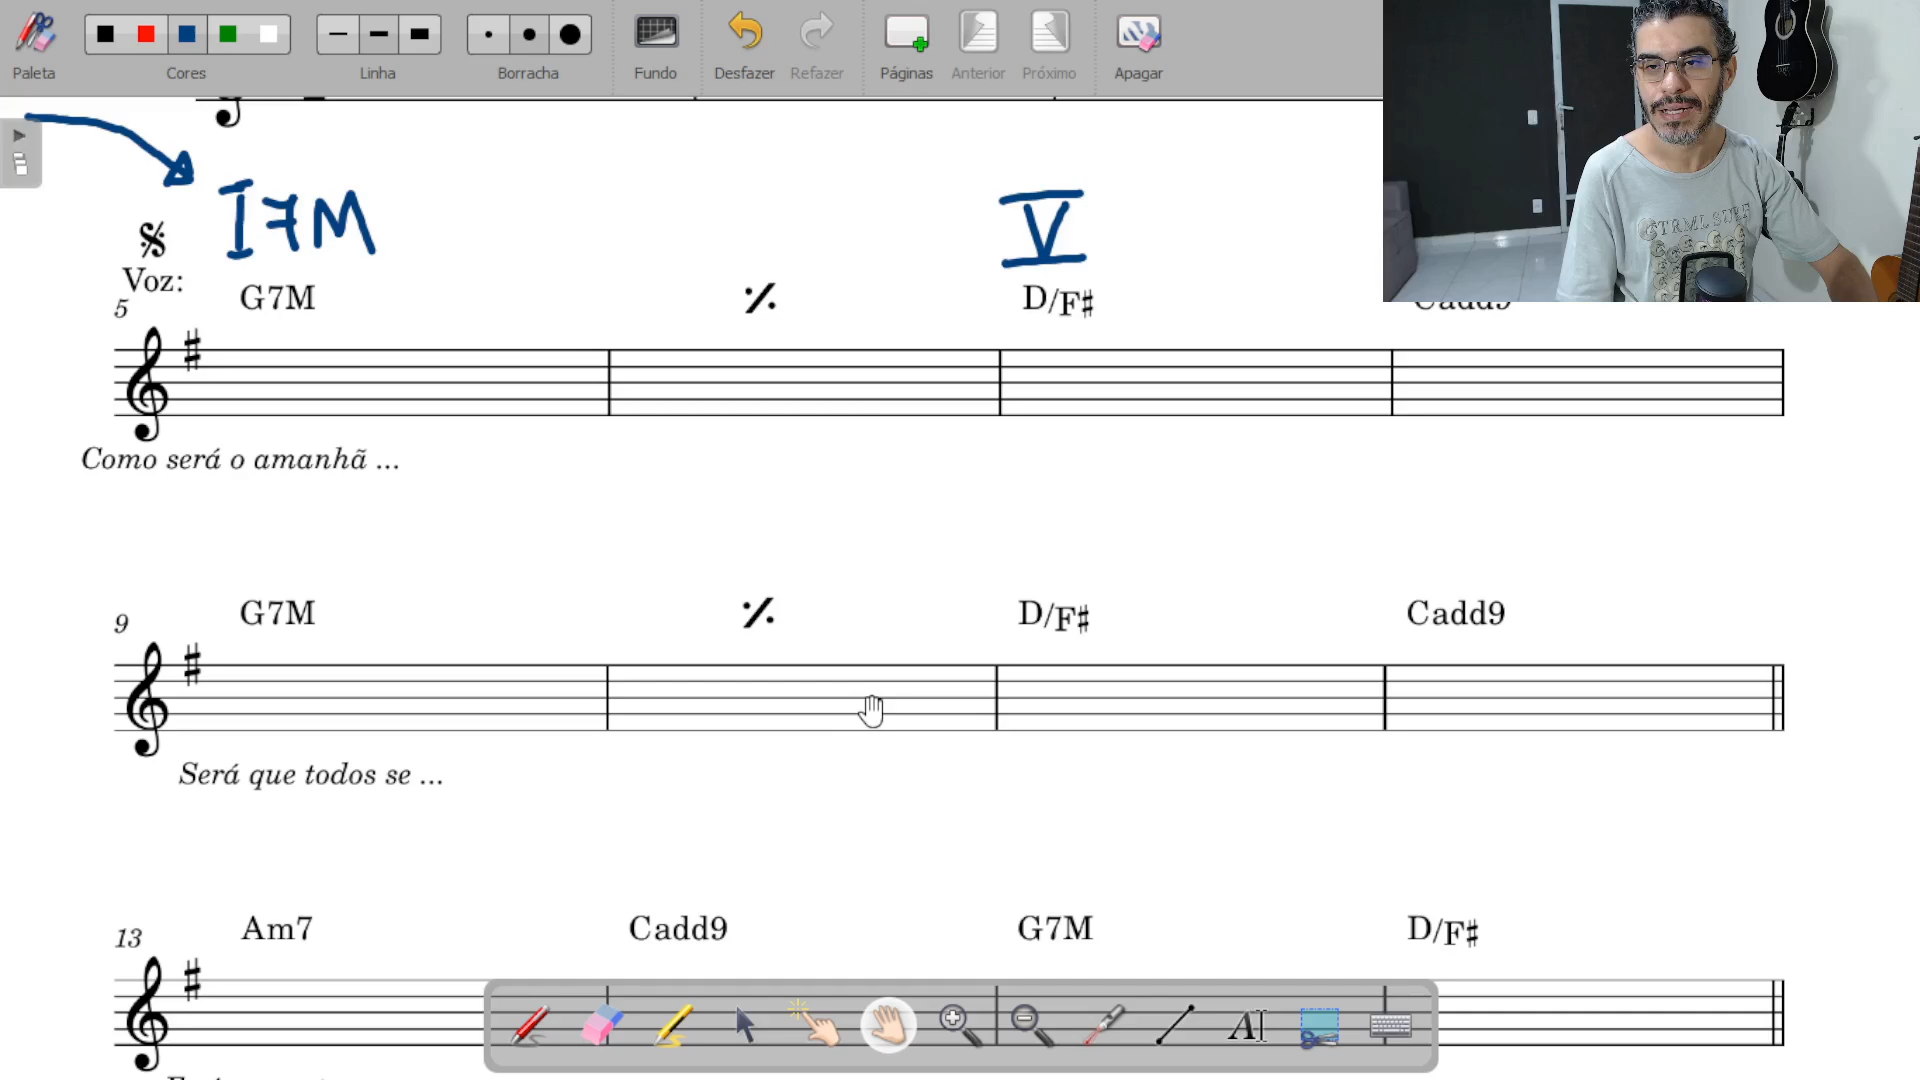 Paleta Cores Linha Borracha Fundo Desfazer Refazer Páginas Anterior Próximo Apagar
I7M V
Voz:
5 G7M D/F♯ Cadd9
Como será o amanhã ...
9 G7M D/F♯ Cadd9
Será que todos se ...
13 Am7 Cadd9 G7M D/F♯